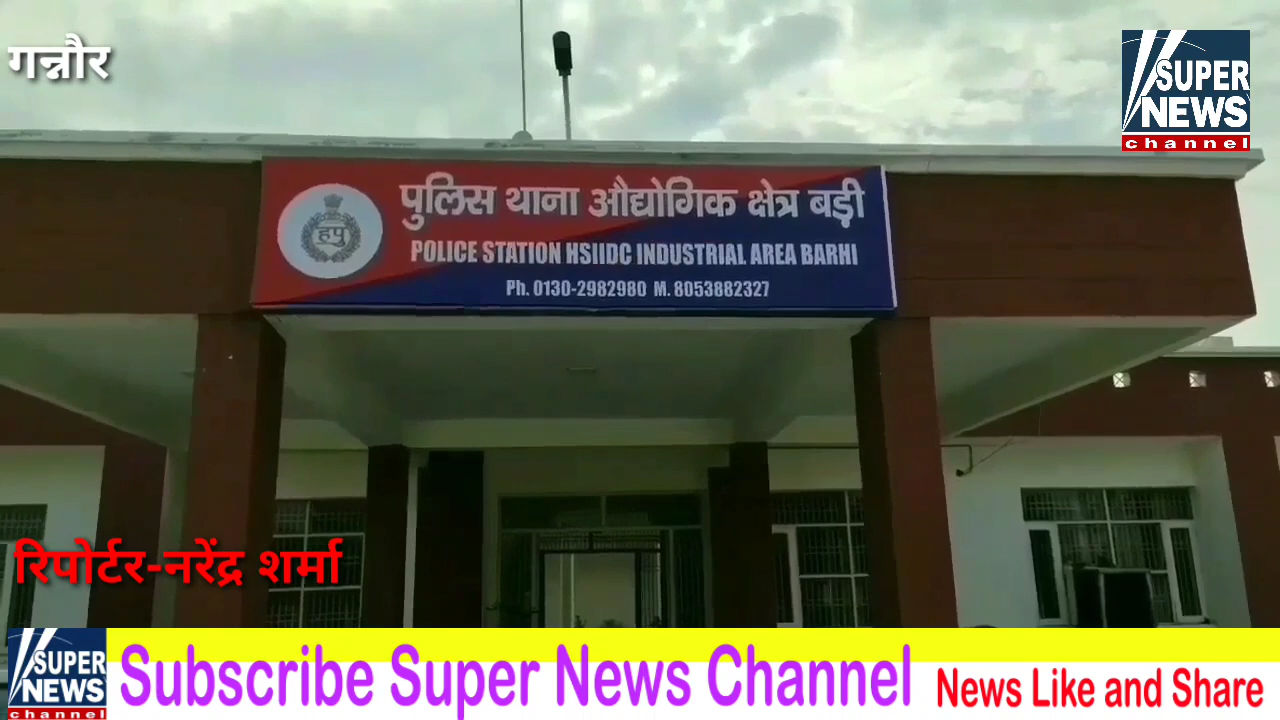 गन्नौर
SUPER
NEWS
channel
पुलिस थाना औद्योगिक क्षेत्र बड़ी
हपु
POLICE STATION HSIIDC INDUSTRIAL AREA BARHI
Ph. 0130-2982980 M. 8053882327
रिपोर्टर-नरेंद्र शर्मा
SUPER
NEWS
channel
Subscribe Super News Channel
News Like and Share